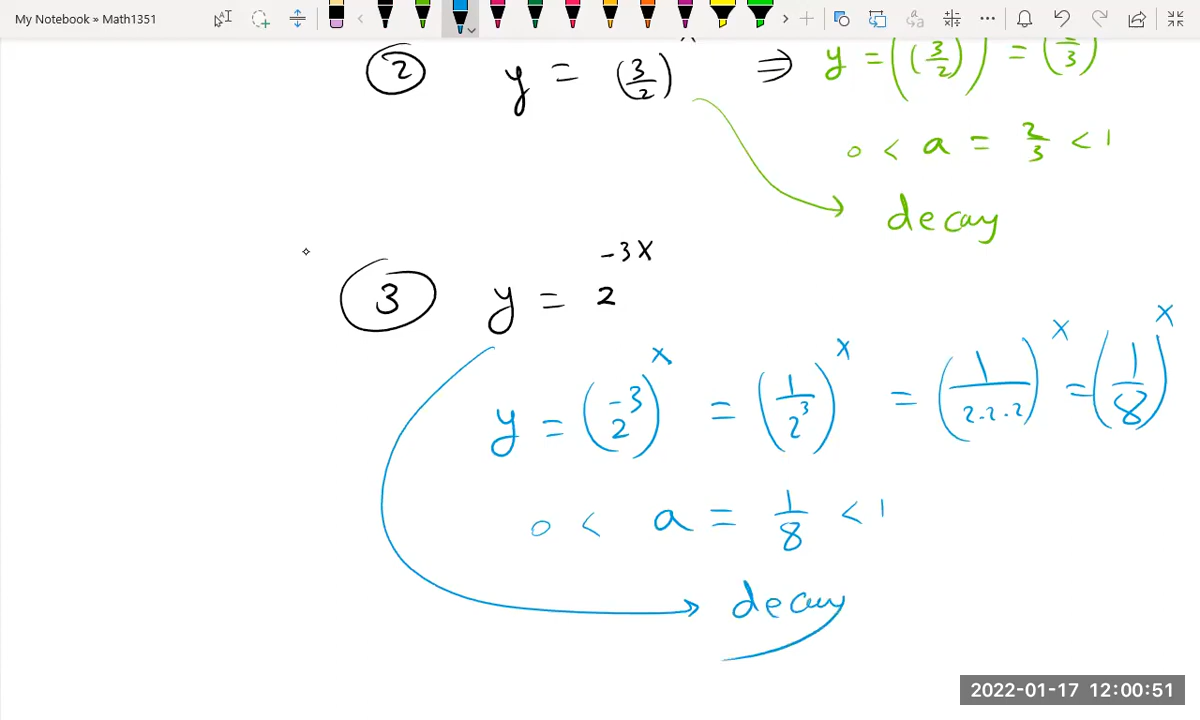 My Notebook » Math1351
② y = (3/2) ⇒ y = ((3/2)) = (2/3)
0 < a = 2/3 < 1
decay
③ y = 2^(-3x)
y = (2^(-3))^x = (1/2^3)^x = (1/(2·2·2))^x = (1/8)^x
0 < a = 1/8 < 1
decay
2022-01-17 12:00:51